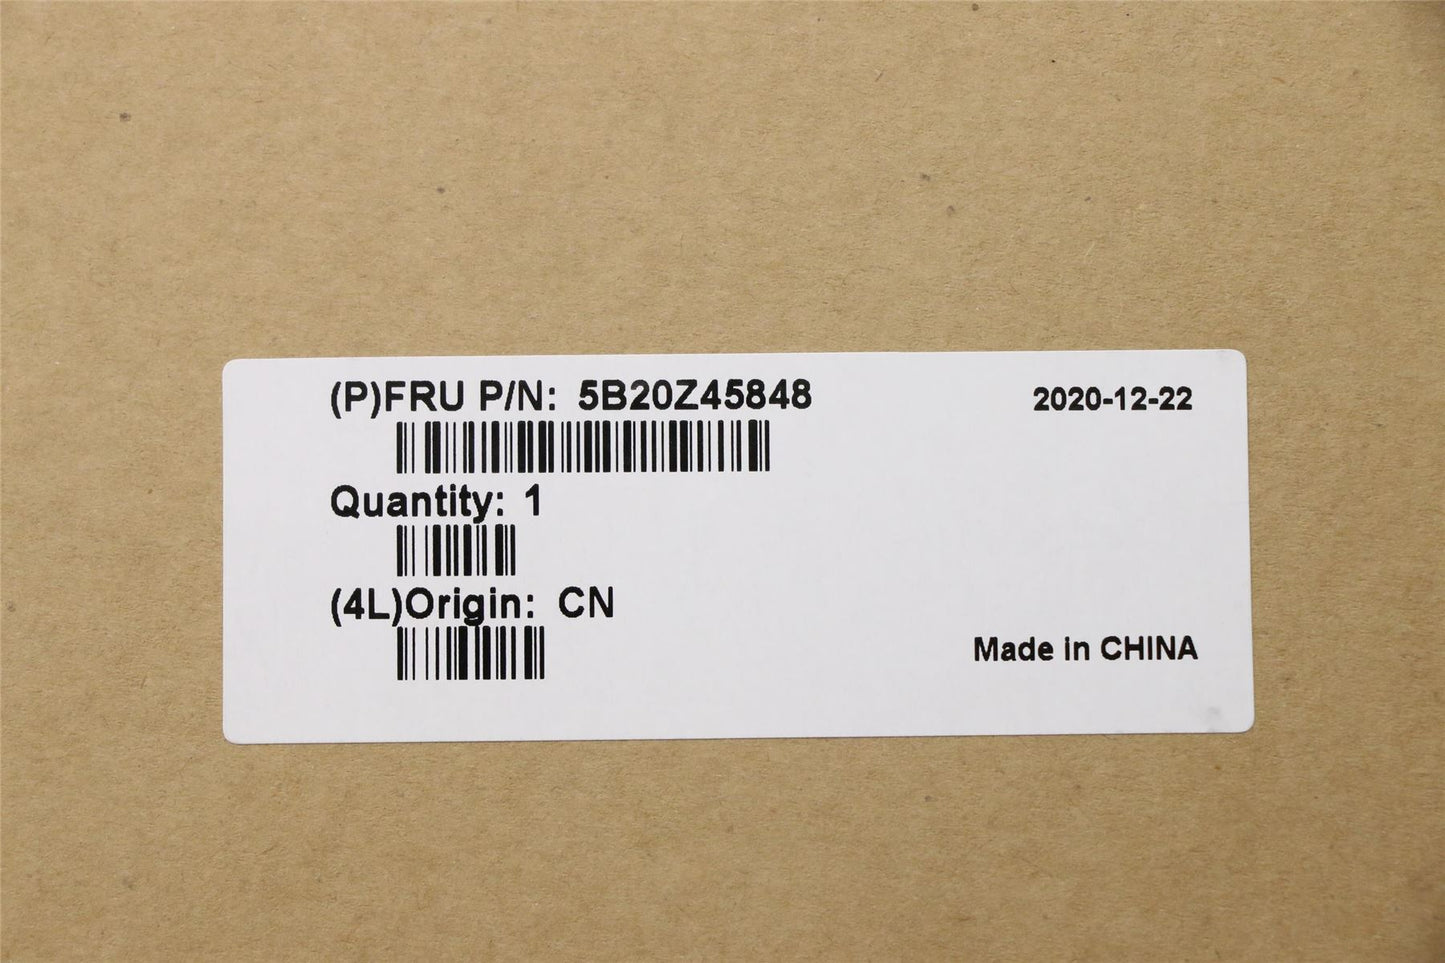 (P)FRU P/N: 5B20Z45848
2020-12-22
Quantity: 1
(4L)Origin: CN
Made in CHINA